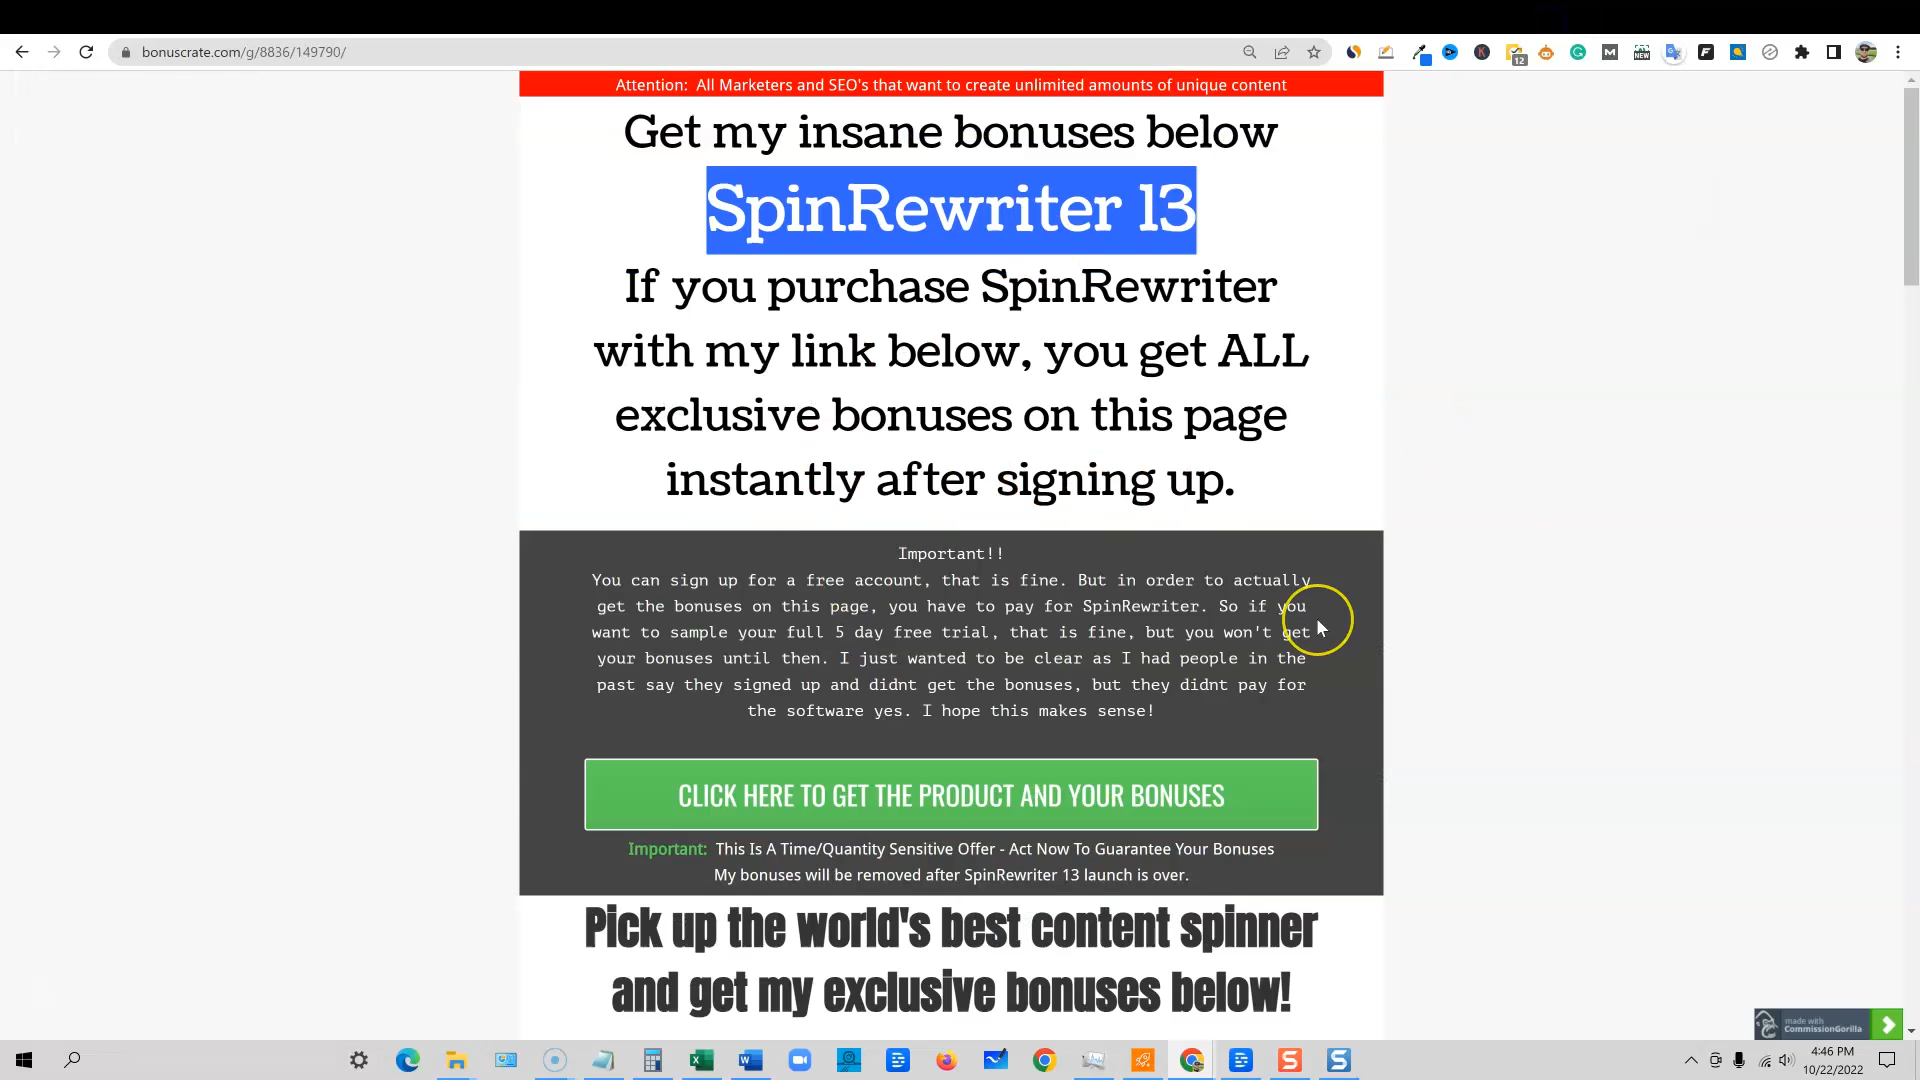 bonuscrate.com/g/8836/149790/
12
NEW
Attention: All Marketers and SEO's that want to create unlimited amounts of unique content
Get my insane bonuses below
SpinRewriter 13
If you purchase SpinRewriter
with my link below, you get ALL
exclusive bonuses on this page
instantly after signing up.
Important!!
You can sign up for a free account, that is fine. But in order to actually
get the bonuses on this page, you have to pay for SpinRewriter. So if you
want to sample your full 5 day free trial, that is fine, but you won't get
your bonuses until then. I just wanted to be clear as I had people in the
past say they signed up and didnt get the bonuses, but they didnt pay for
the software yes. I hope this makes sense!
CLICK HERE TO GET THE PRODUCT AND YOUR BONUSES
Important: This Is A Time/Quantity Sensitive Offer - Act Now To Guarantee Your Bonuses
My bonuses will be removed after SpinRewriter 13 launch is over.
Pick up the world's best content spinner
and get my exclusive bonuses below!
made with
CommissionGorilla
4:46 PM
10/22/2022